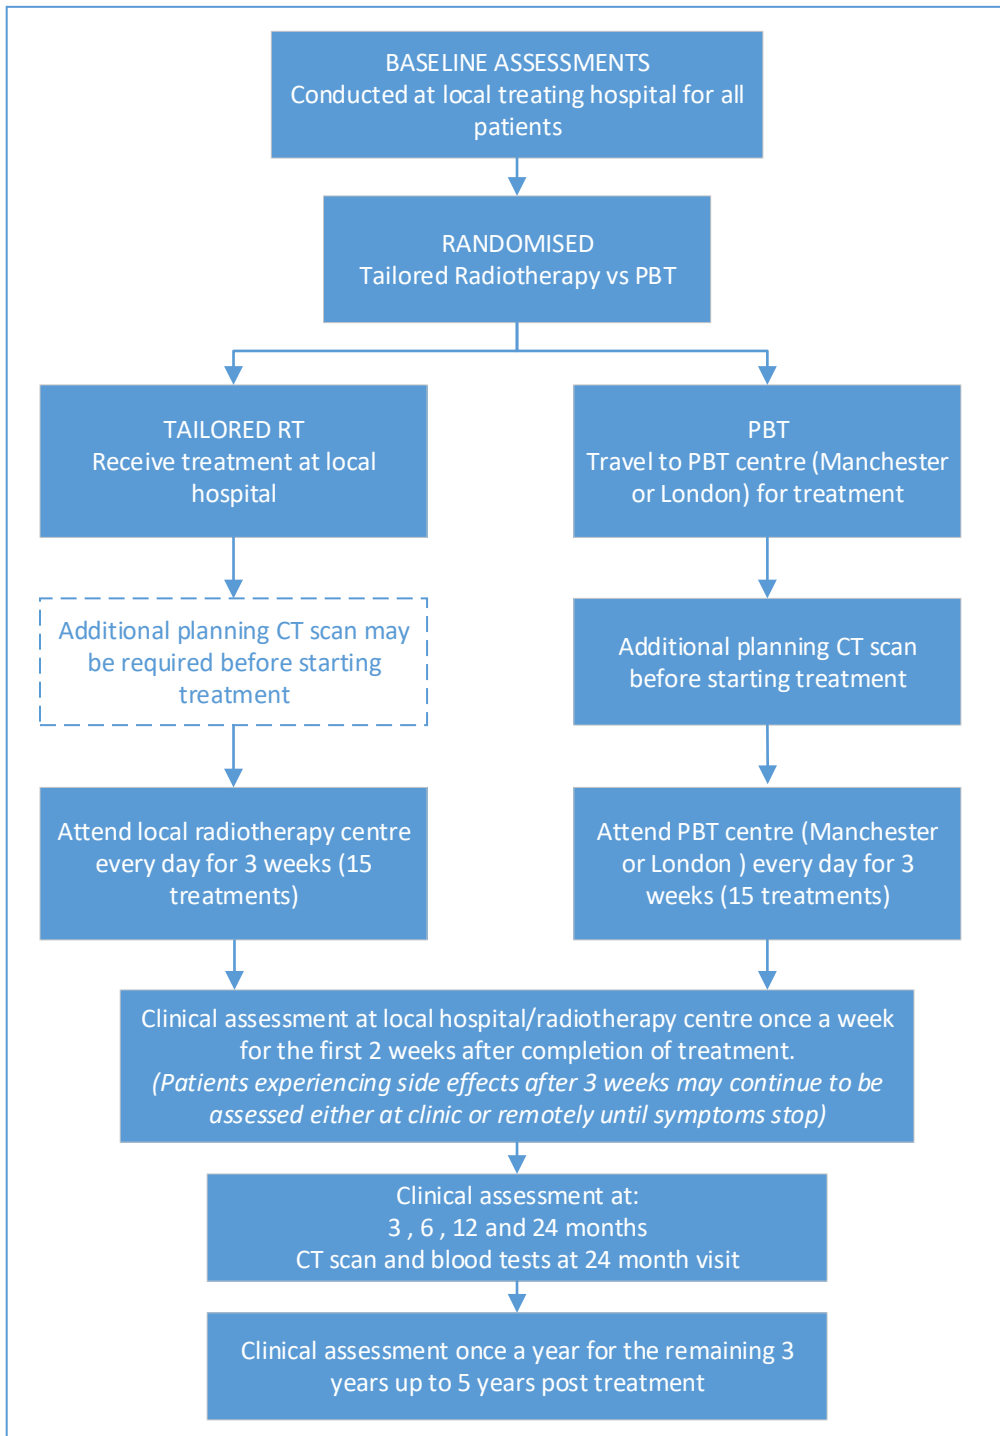 BASELINE ASSESSMENTS
Conducted at local treating hospital for all
patients
RANDOMISED
Tailored Radiotherapy vs PBT
TAILORED RT
Receive treatment at local
hospital
PBT
Travel to PBT centre (Manchester
or London) for treatment
Additional planning CT scan may
be required before starting
treatment
Additional planning CT scan
before starting treatment
Attend local radiotherapy centre
every day for 3 weeks (15
treatments)
Attend PBT centre (Manchester
or London ) every day for 3
weeks (15 treatments)
Clinical assessment at local hospital/radiotherapy centre once a week
for the first 2 weeks after completion of treatment.
(Patients experiencing side effects after 3 weeks may continue to be
assessed either at clinic or remotely until symptoms stop)
Clinical assessment at:
3 , 6 , 12 and 24 months
CT scan and blood tests at 24 month visit
Clinical assessment once a year for the remaining 3
years up to 5 years post treatment